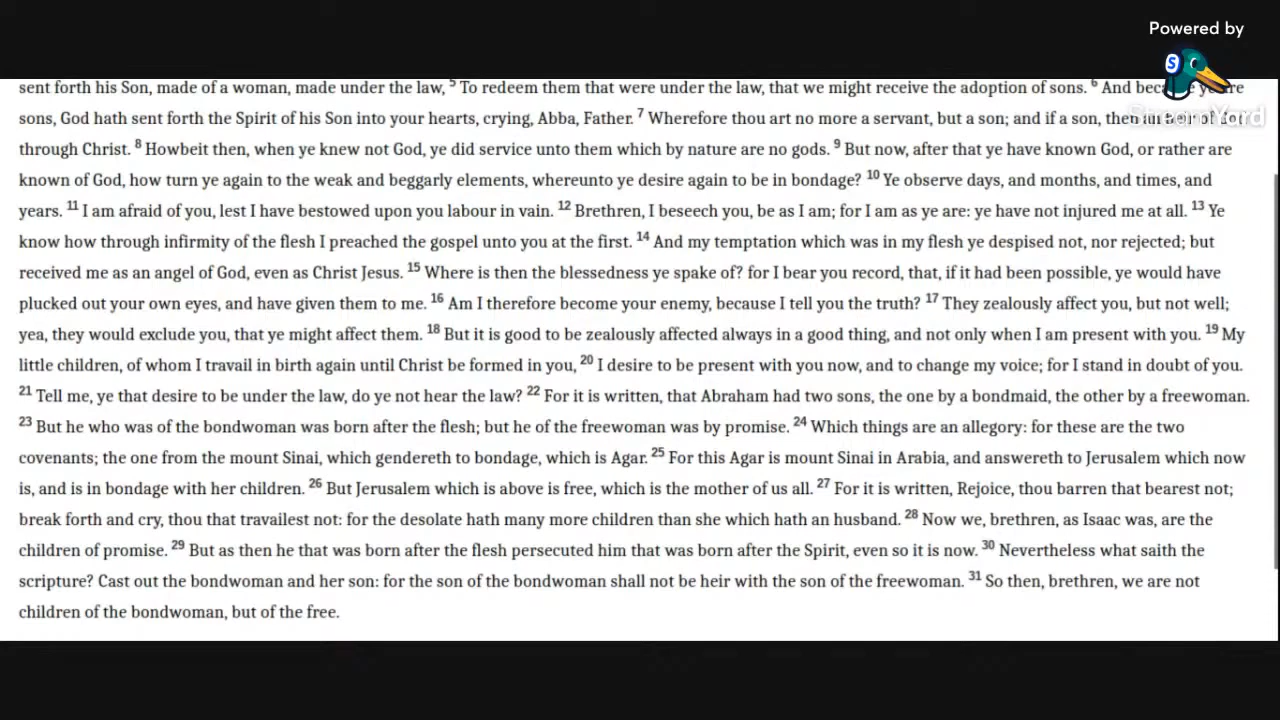 Powered by
S
StreamYard
sent forth his Son, made of a woman, made under the law, 5 To redeem them that were under the law, that we might receive the adoption of sons. 6 And because ye are
sons, God hath sent forth the Spirit of his Son into your hearts, crying, Abba, Father. 7 Wherefore thou art no more a servant, but a son; and if a son, then
through Christ. 8 Howbeit then, when ye knew not God, ye did service unto them which by nature are no gods. 9 But now, after that ye have known God, or rather are
known of God, how turn ye again to the weak and beggarly elements, whereunto ye desire again to be in bondage? 10 Ye observe days, and months, and times, and
years. 11 I am afraid of you, lest I have bestowed upon you labour in vain. 12 Brethren, I beseech you, be as I am; for I am as ye are: ye have not injured me at all. 13 Ye
know how through infirmity of the flesh I preached the gospel unto you at the first. 14 And my temptation which was in my flesh ye despised not, nor rejected; but
received me as an angel of God, even as Christ Jesus. 15 Where is then the blessedness ye spake of? for I bear you record, that, if it had been possible, ye would have
plucked out your own eyes, and have given them to me. 16 Am I therefore become your enemy, because I tell you the truth? 17 They zealously affect you, but not well;
yea, they would exclude you, that ye might affect them. 18 But it is good to be zealously affected always in a good thing, and not only when I am present with you. 19 My
little children, of whom I travail in birth again until Christ be formed in you, 20 I desire to be present with you now, and to change my voice; for I stand in doubt of you.
21 Tell me, ye that desire to be under the law, do ye not hear the law? 22 For it is written, that Abraham had two sons, the one by a bondmaid, the other by a freewoman.
23 But he who was of the bondwoman was born after the flesh; but he of the freewoman was by promise. 24 Which things are an allegory: for these are the two
covenants; the one from the mount Sinai, which gendereth to bondage, which is Agar. 25 For this Agar is mount Sinai in Arabia, and answereth to Jerusalem which now
is, and is in bondage with her children. 26 But Jerusalem which is above is free, which is the mother of us all. 27 For it is written, Rejoice, thou barren that bearest not;
break forth and cry, thou that travailest not: for the desolate hath many more children than she which hath an husband. 28 Now we, brethren, as Isaac was, are the
children of promise. 29 But as then he that was born after the flesh persecuted him that was born after the Spirit, even so it is now. 30 Nevertheless what saith the
scripture? Cast out the bondwoman and her son: for the son of the bondwoman shall not be heir with the son of the freewoman. 31 So then, brethren, we are not
children of the bondwoman, but of the free.